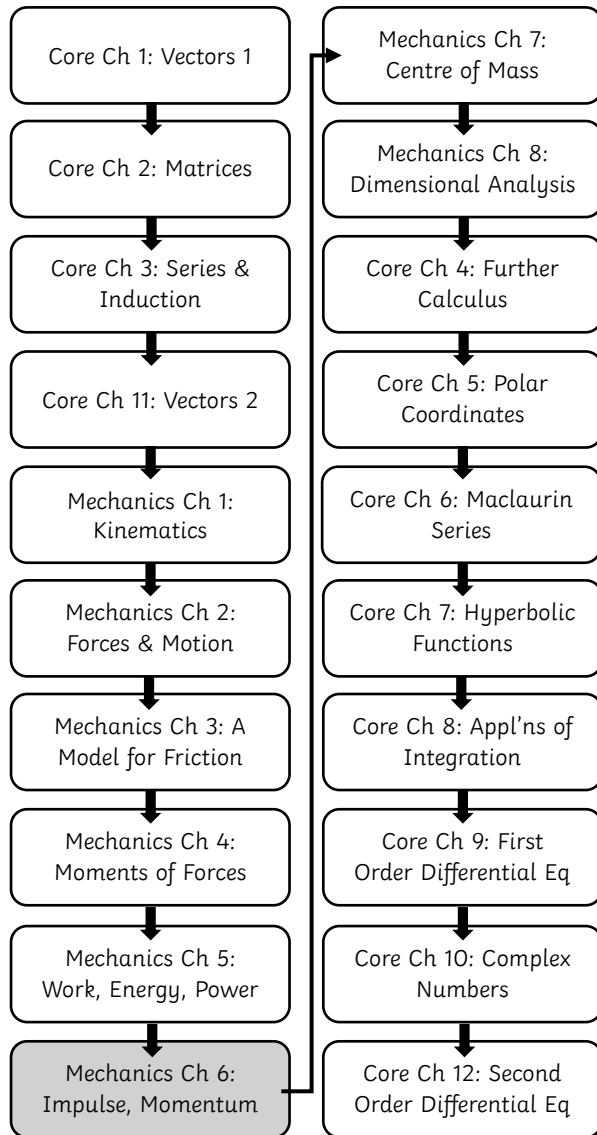 Core Ch 1: Vectors 1
Core Ch 2: Matrices
Core Ch 3: Series &
Induction
Core Ch 11: Vectors 2
Mechanics Ch 1:
Kinematics
Mechanics Ch 2:
Forces & Motion
Mechanics Ch 3: A
Model for Friction
Mechanics Ch 4:
Moments of Forces
Mechanics Ch 5:
Work, Energy, Power
Mechanics Ch 6:
Impulse, Momentum
Mechanics Ch 7:
Centre of Mass
Mechanics Ch 8:
Dimensional Analysis
Core Ch 4: Further
Calculus
Core Ch 5: Polar
Coordinates
Core Ch 6: Maclaurin
Series
Core Ch 7: Hyperbolic
Functions
Core Ch 8: Appl’ns of
Integration
Core Ch 9: First
Order Differential Eq
Core Ch 10: Complex
Numbers
Core Ch 12: Second
Order Differential Eq